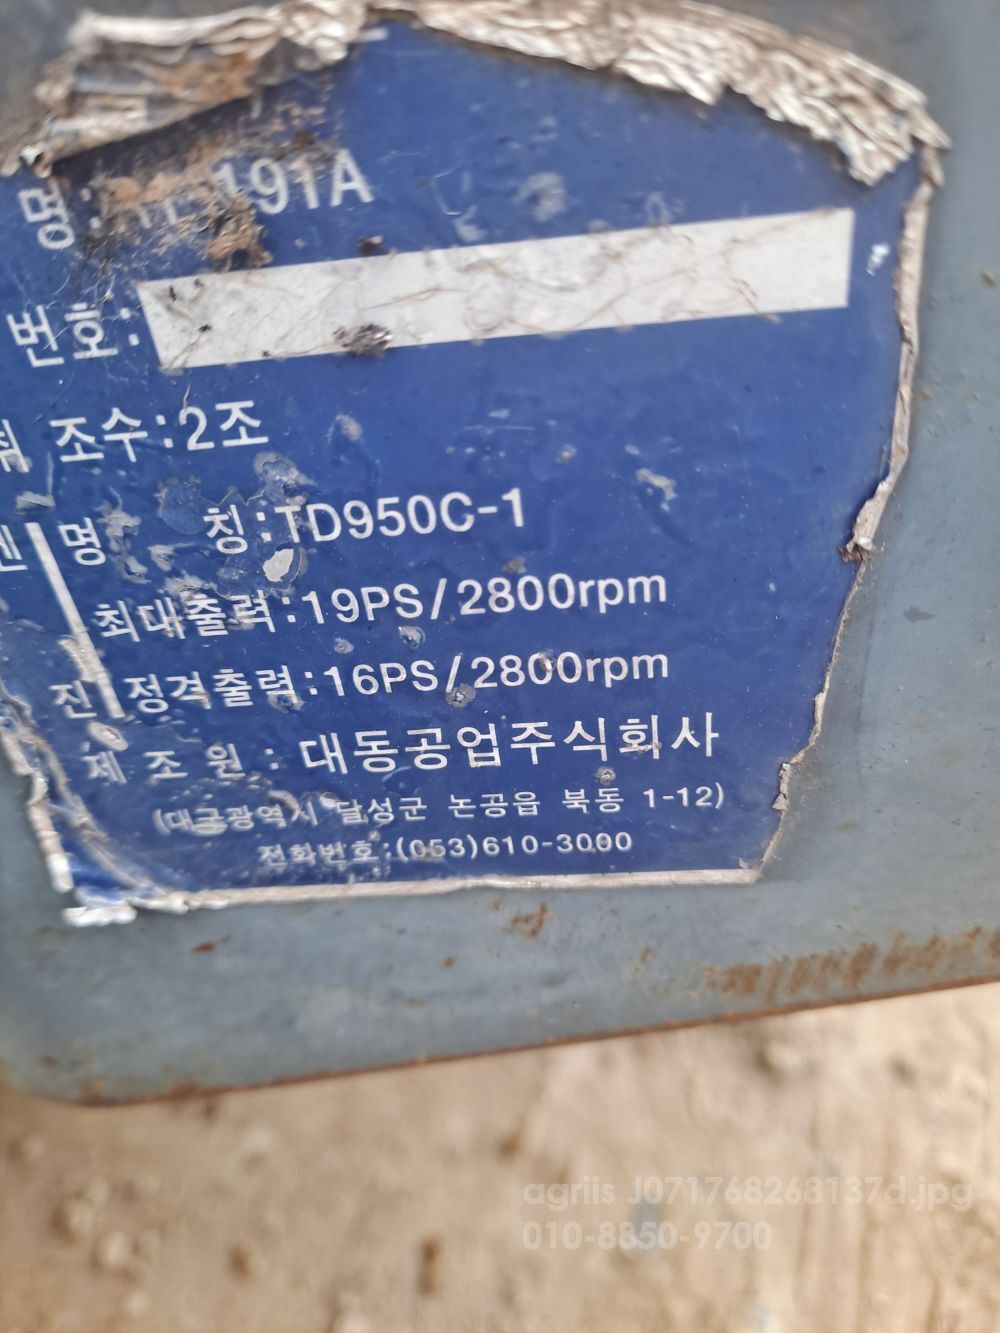 명: 191A
번호:
조수:2조
명 칭:TD950C-1
최대출력:19PS/2800rpm
진 정격출력:16PS/2800rpm
제 조 원 : 대동공업주식회사
(대구광역시 달성군 논공읍 북동 1-12)
전화번호:(053)610-3000
agriis J071768268137d.jpg
010-8850-9700